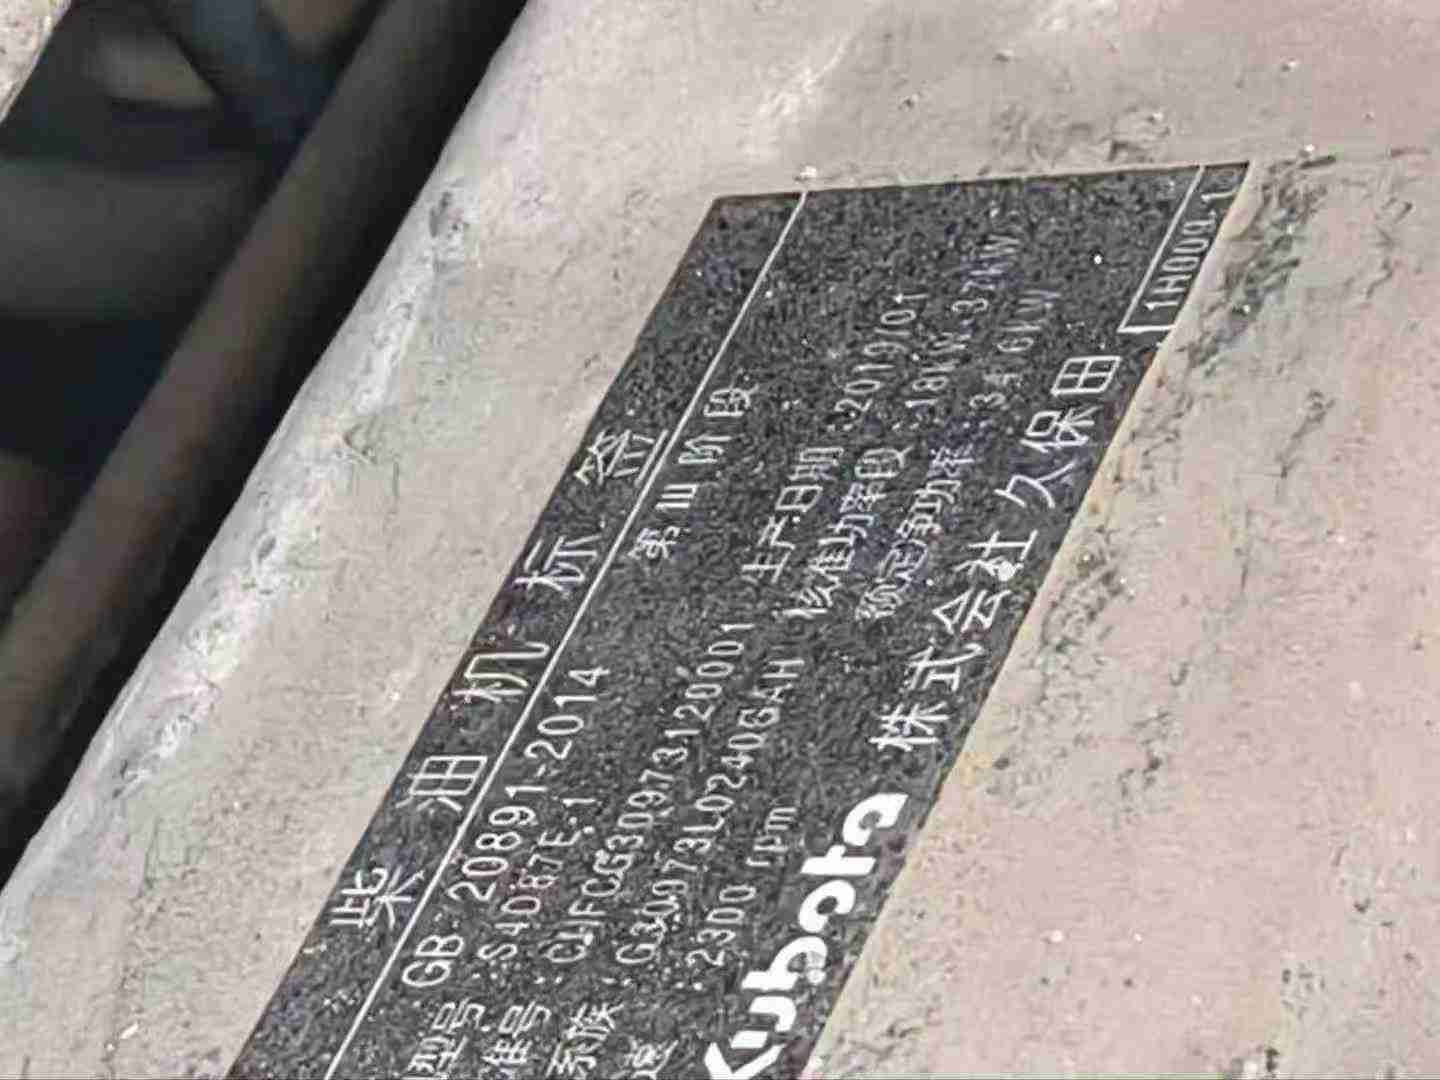 柴油机标签
GB 20891-2014 第III阶段
型号:S4D87E-1
准号:CJFCG3D0973120001 生产日期:2019/01
系族:G30973L0240GAH 核准功率段:18kW-37kW
速:2300 rpm 额定净功率:34.6kW
Kubota 株式会社久保田
1H000-1